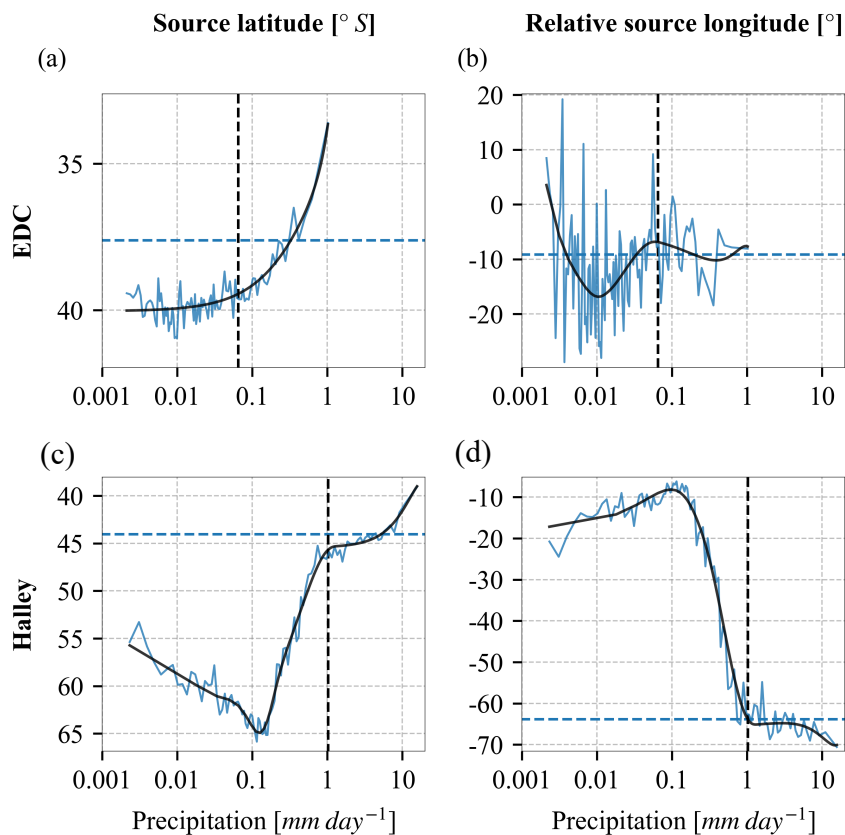 Source latitude [° S]
Relative source longitude [°]
(a)
(b)
EDC
35
40
0.001 0.01 0.1 1 10
20
10
0
-10
-20
0.001 0.01 0.1 1 10
(c)
(d)
Halley
40
45
50
55
60
65
0.001 0.01 0.1 1 10
Precipitation [mm day⁻¹]
-10
-20
-30
-40
-50
-60
-70
0.001 0.01 0.1 1 10
Precipitation [mm day⁻¹]